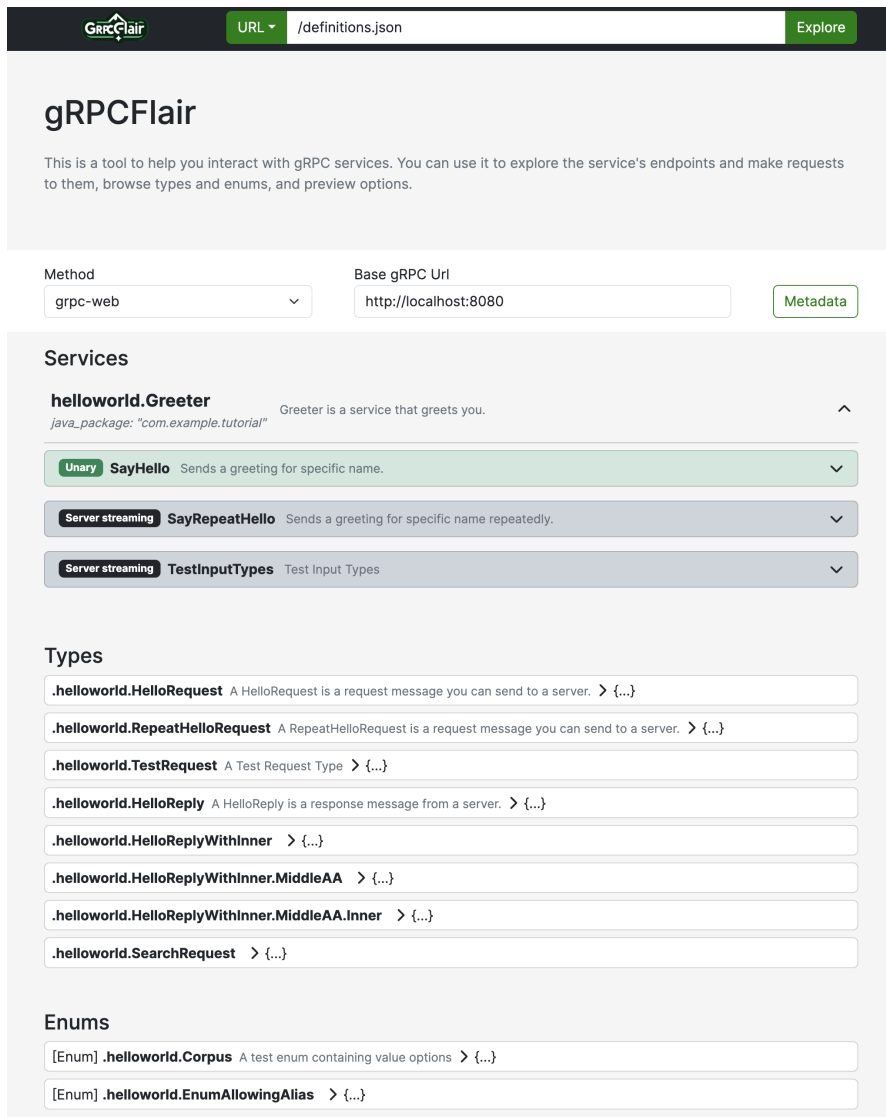 GRPCFlair
URL
/definitions.json
Explore
gRPCFlair
This is a tool to help you interact with gRPC services. You can use it to explore the service's endpoints and make requests
to them, browse types and enums, and preview options.
Method
Base gRPC Url
grpc-web
http://localhost:8080
Metadata
Services
helloworld.Greeter
java_package: "com.example.tutorial"
Greeter is a service that greets you.
Unary SayHello Sends a greeting for specific name.
Server streaming SayRepeatHello Sends a greeting for specific name repeatedly.
Server streaming TestInputTypes Test Input Types
Types
.helloworld.HelloRequest A HelloRequest is a request message you can send to a server. {...}
.helloworld.RepeatHelloRequest A RepeatHelloRequest is a request message you can send to a server. {...}
.helloworld.TestRequest A Test Request Type {...}
.helloworld.HelloReply A HelloReply is a response message from a server. {...}
.helloworld.HelloReplyWithInner {...}
.helloworld.HelloReplyWithInner.MiddleAA {...}
.helloworld.HelloReplyWithInner.MiddleAA.Inner {...}
.helloworld.SearchRequest {...}
Enums
[Enum] .helloworld.Corpus A test enum containing value options {...}
[Enum] .helloworld.EnumAllowingAlias {...}